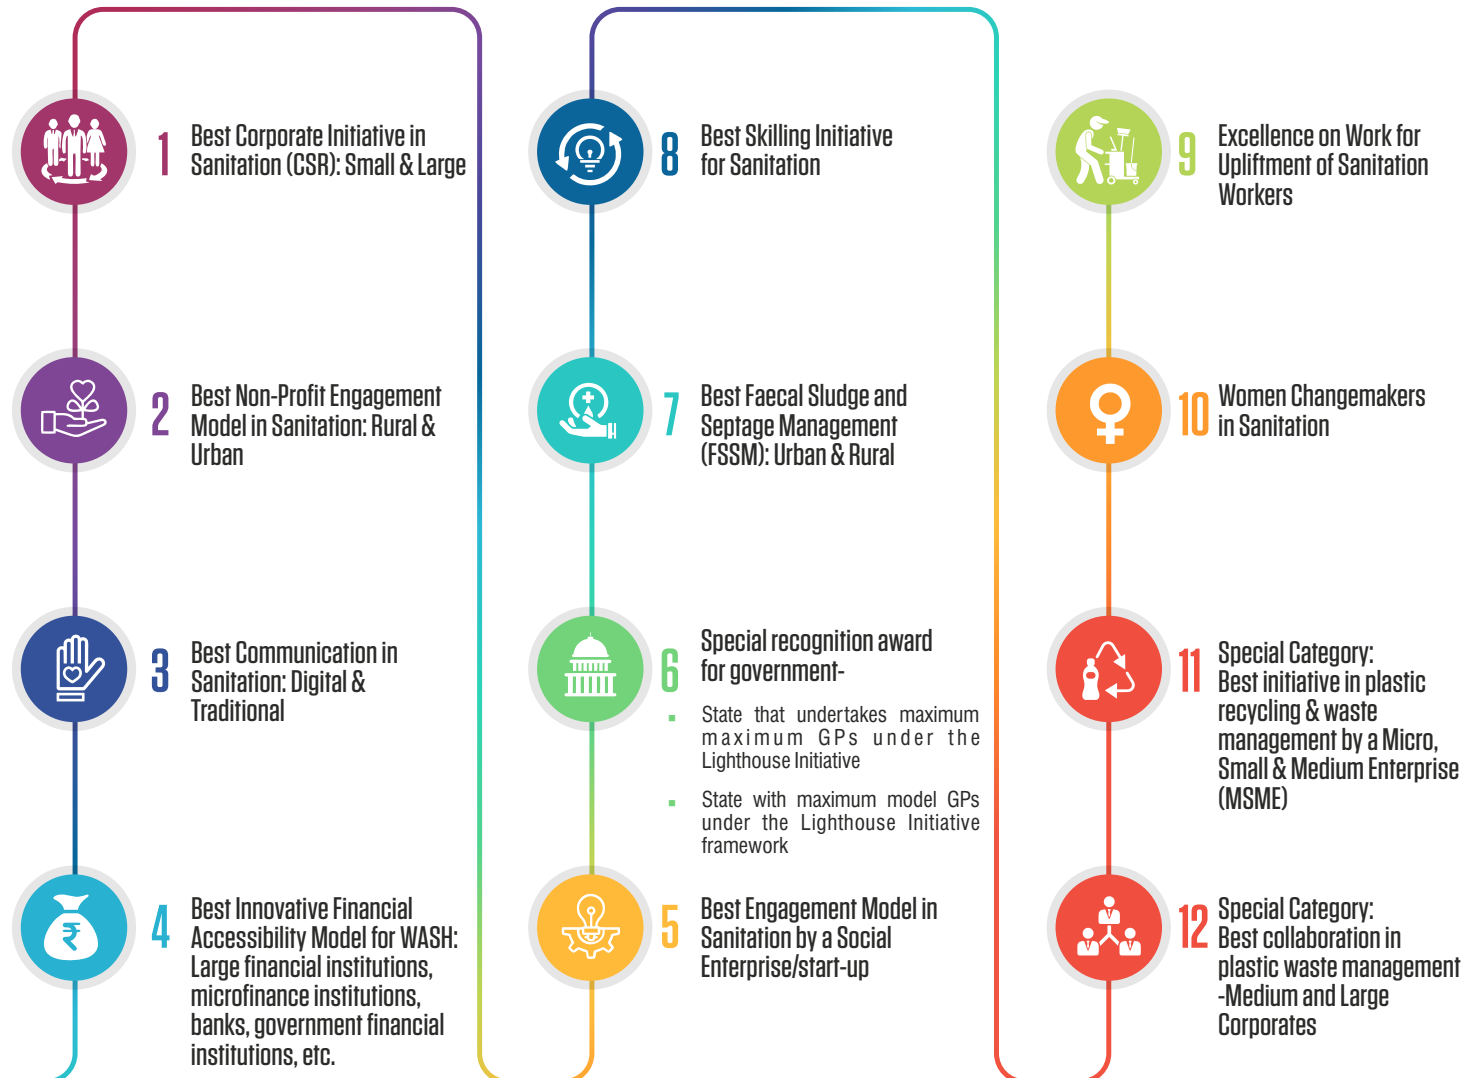 1
Best Corporate Initiative in
Sanitation (CSR): Small & Large
2
Best Non-Profit Engagement
Model in Sanitation: Rural &
Urban
3
Best Communication in
Sanitation: Digital &
Traditional
4
Best Innovative Financial
Accessibility Model for WASH:
Large financial institutions,
microfinance institutions,
banks, government financial
institutions, etc.
8
Best Skilling Initiative
for Sanitation
7
Best Faecal Sludge and
Septage Management
(FSSM): Urban & Rural
6
Special recognition award
for government-
▪ State that undertakes maximum
maximum GPs under the
Lighthouse Initiative
▪ State with maximum model GPs
under the Lighthouse Initiative
framework
5
Best Engagement Model in
Sanitation by a Social
Enterprise/start-up
9
Excellence on Work for
Upliftment of Sanitation
Workers
10
Women Changemakers
in Sanitation
11
Special Category:
Best initiative in plastic
recycling & waste
management by a Micro,
Small & Medium Enterprise
(MSME)
12
Special Category:
Best collaboration in
plastic waste management
-Medium and Large
Corporates
₹